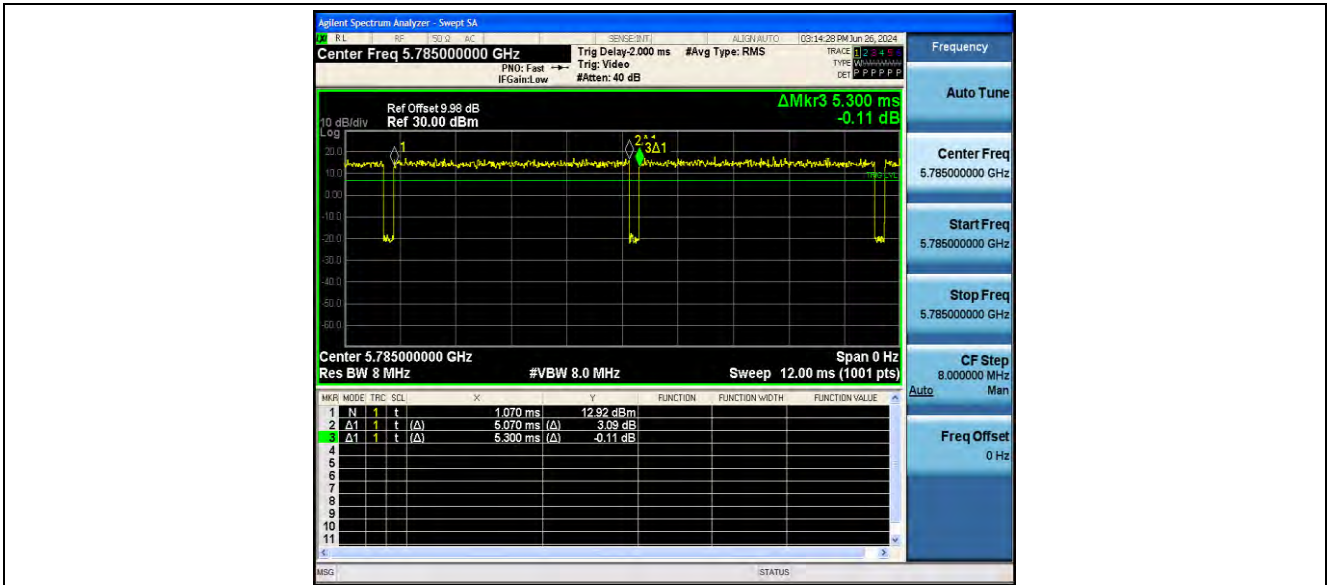 Agilent Spectrum Analyzer - Swept SA
RL RF 50 Ω AC SENSE:INT ALIGN AUTO 03:14:28 PM Jun 26, 2024
Center Freq 5.785000000 GHz Trig Delay-2.000 ms #Avg Type: RMS TRACE 1 2 3 4 5 6
PNO: Fast Trig: Video TYPE
IFGain:Low #Atten: 40 dB DET P P P P P P
ΔMkr3 5.300 ms
-0.11 dB
Ref Offset 9.98 dB
10 dB/div Ref 30.00 dBm
Log
20.0
10.0
0.00
-10.0
-20.0
-30.0
-40.0
-50.0
-60.0
1
3Δ1
TRIG LVL
Center 5.785000000 GHz Span 0 Hz
Res BW 8 MHz #VBW 8.0 MHz Sweep 12.00 ms (1001 pts)
MKR MODE TRC SCL X Y FUNCTION FUNCTION WIDTH FUNCTION VALUE
1 N 1 t 1.070 ms 12.92 dBm
2 Δ1 1 t (Δ) 5.070 ms (Δ) 3.09 dB
3 Δ1 1 t (Δ) 5.300 ms (Δ) -0.11 dB
4
5
6
7
8
9
10
11
MSG STATUS
Frequency
Auto Tune
Center Freq
5.785000000 GHz
Start Freq
5.785000000 GHz
Stop Freq
5.785000000 GHz
CF Step
8.000000 MHz
Auto Man
Freq Offset
0 Hz